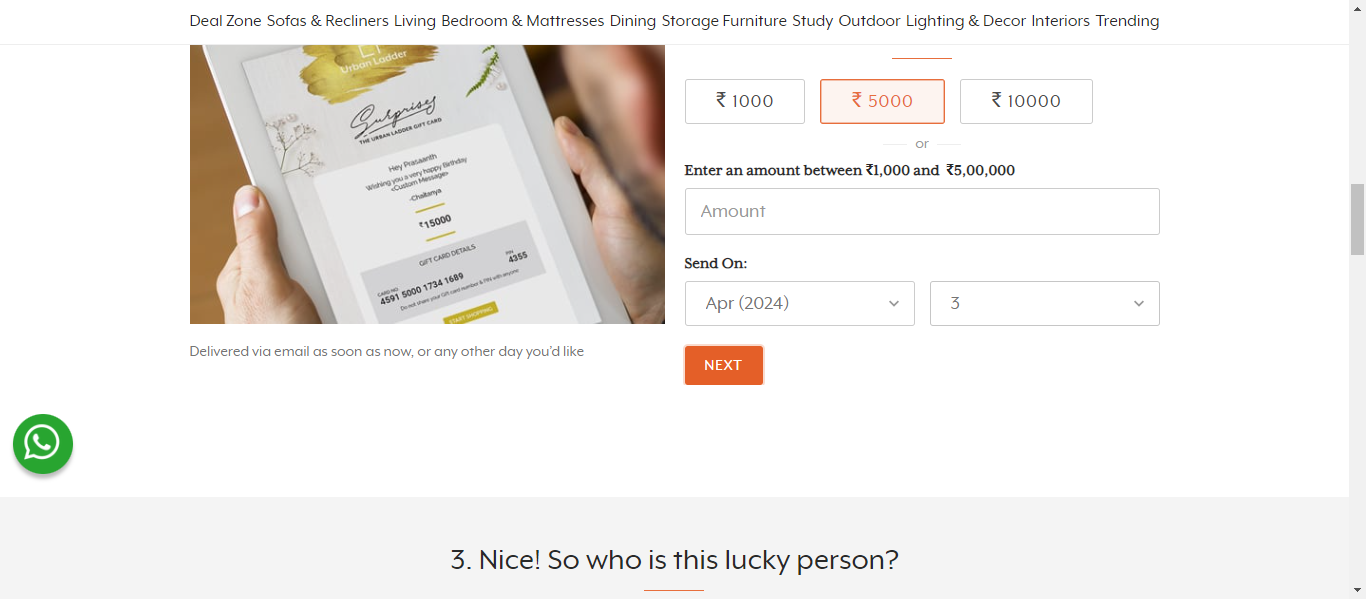 Deal Zone Sofas & Recliners Living Bedroom & Mattresses Dining Storage Furniture Study Outdoor Lighting & Decor Interiors Trending
Urban Ladder
Surprises
THE URBAN LADDER GIFT CARD
Hey Prasaanth
Wishing you a very happy Birthday
<Custom Message>
-Chaitanya
₹15000
GIFT CARD DETAILS
CARD NO. PIN
4591 5000 1734 1689 4355
Do not share your Gift card number & PIN with anyone
START SHOPPING
Delivered via email as soon as now, or any other day you'd like
₹ 1000 ₹ 5000 ₹ 10000
or
Enter an amount between ₹1,000 and ₹5,00,000
Amount
Send On:
Apr (2024) 3
NEXT
3. Nice! So who is this lucky person?